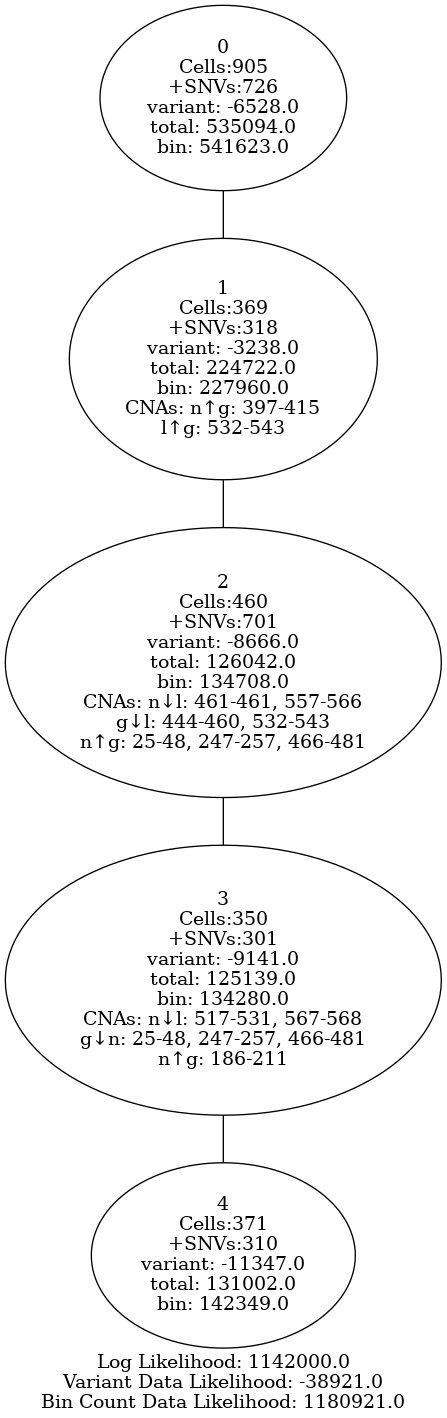 0
Cells:905
+SNVs:726
variant: -6528.0
total: 535094.0
bin: 541623.0
1
Cells:369
+SNVs:318
variant: -3238.0
total: 224722.0
bin: 227960.0
CNAs: n↑g: 397-415
l↑g: 532-543
2
Cells:460
+SNVs:701
variant: -8666.0
total: 126042.0
bin: 134708.0
CNAs: n↓l: 461-461, 557-566
g↓l: 444-460, 532-543
n↑g: 25-48, 247-257, 466-481
3
Cells:350
+SNVs:301
variant: -9141.0
total: 125139.0
bin: 134280.0
CNAs: n↓l: 517-531, 567-568
g↓n: 25-48, 247-257, 466-481
n↑g: 186-211
4
Cells:371
+SNVs:310
variant: -11347.0
total: 131002.0
bin: 142349.0
Log Likelihood: 1142000.0
Variant Data Likelihood: -38921.0
Bin Count Data Likelihood: 1180921.0